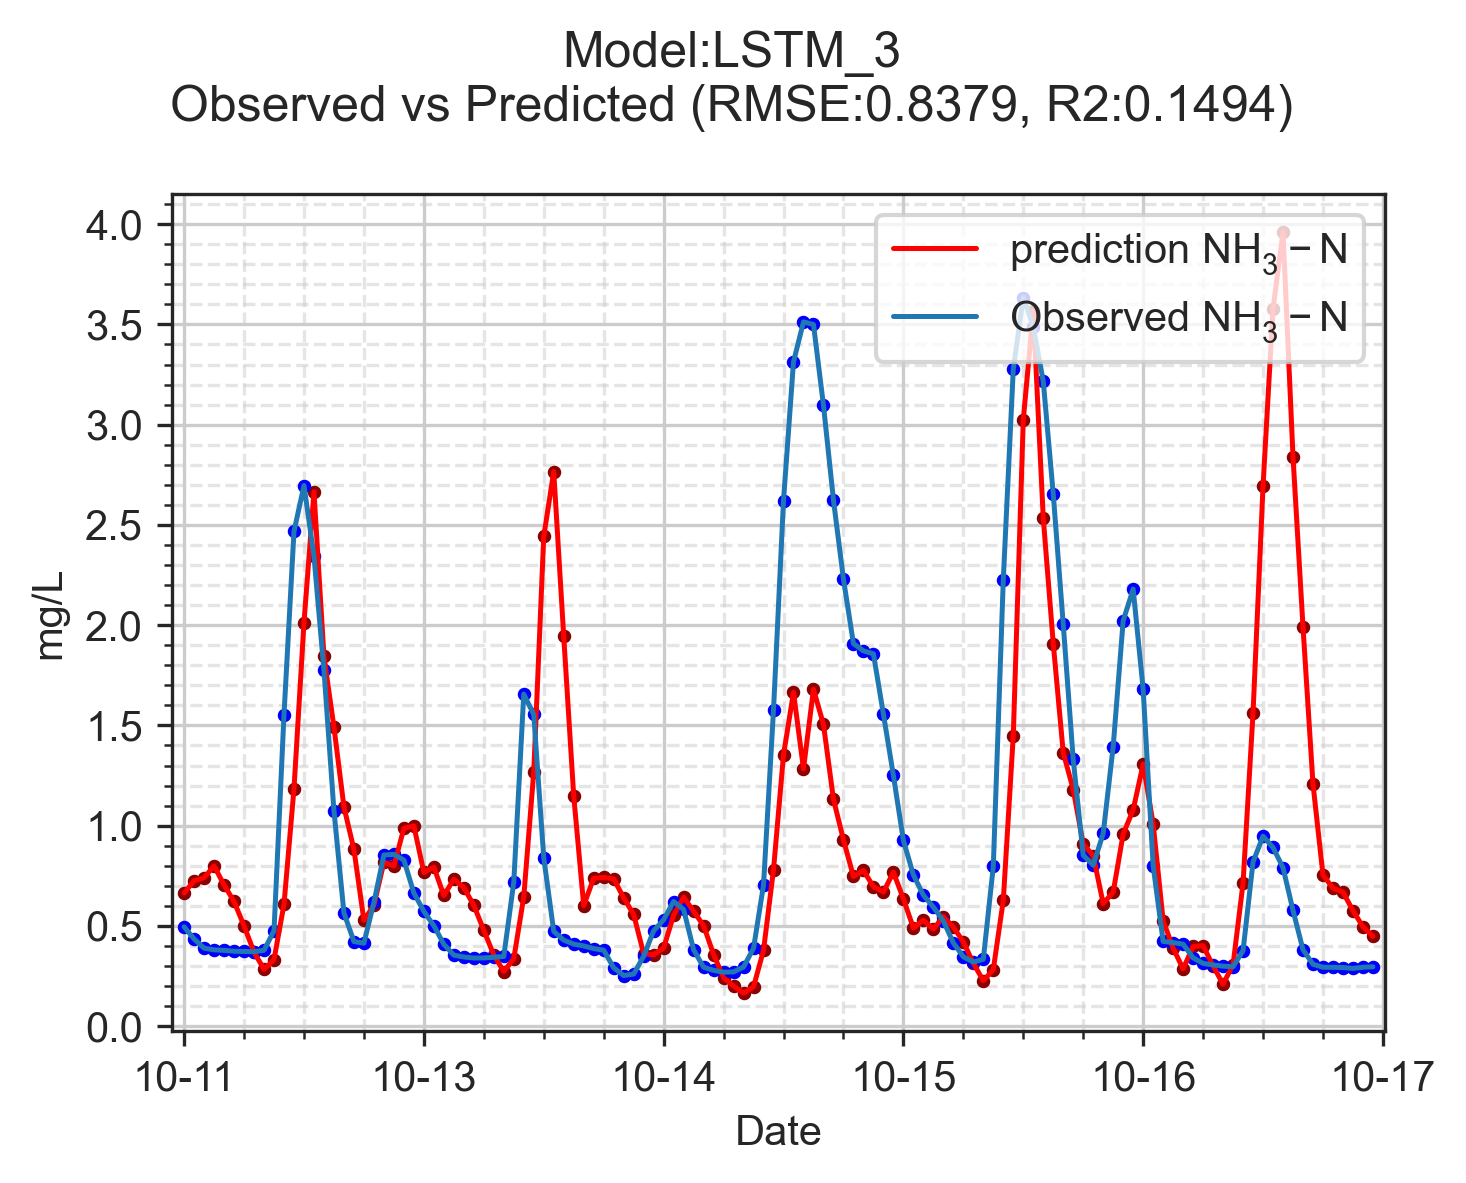 Model:LSTM_3
Observed vs Predicted (RMSE:0.8379, R2:0.1494)
4.0
3.5
3.0
2.5
2.0
1.5
1.0
0.5
0.0
mg/L
prediction NH₃ − N
Observed NH₃ − N
10-11 10-13 10-14 10-15 10-16 10-17
Date